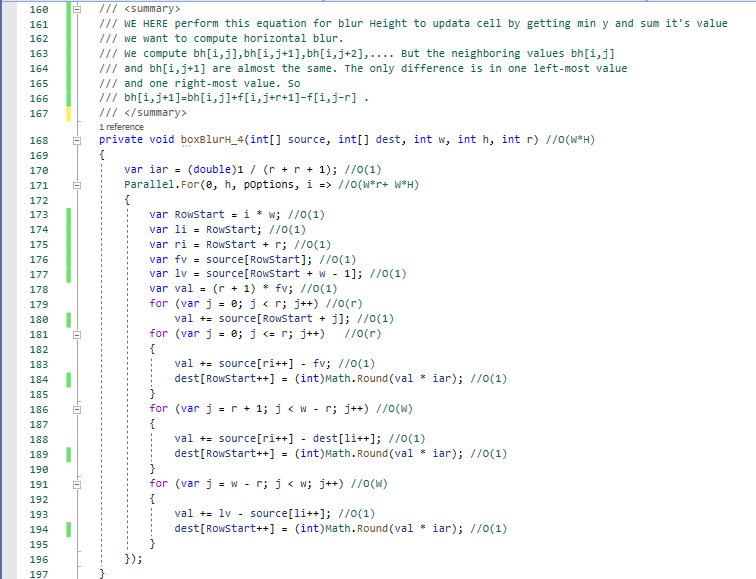 160 /// <summary>
161 /// WE HERE perform this equation for blur Height to updata cell by getting min y and sum it's value
162 /// we want to compute horizontal blur.
163 /// We compute bh[i,j],bh[i,j+1],bh[i,j+2],.... But the neighboring values bh[i,j]
164 /// and bh[i,j+1] are almost the same. The only difference is in one left-most value
165 /// and one right-most value. So
166 /// bh[i,j+1]=bh[i,j]+f[i,j+r+1]-f[i,j-r] .
167 /// </summary>
1 reference
168 private void boxBlurH_4(int[] source, int[] dest, int w, int h, int r) //O(W*H)
169 {
170 var iar = (double)1 / (r + r + 1); //O(1)
171 Parallel.For(0, h, pOptions, i => //O(W*r+ W*H)
172 {
173 var RowStart = i * w; //O(1)
174 var li = RowStart; //O(1)
175 var ri = RowStart + r; //O(1)
176 var fv = source[RowStart]; //O(1)
177 var lv = source[RowStart + w - 1]; //O(1)
178 var val = (r + 1) * fv; //O(1)
179 for (var j = 0; j < r; j++) //O(r)
180 val += source[RowStart + j]; //O(1)
181 for (var j = 0; j <= r; j++) //O(r)
182 {
183 val += source[ri++] - fv; //O(1)
184 dest[RowStart++] = (int)Math.Round(val * iar); //O(1)
185 }
186 for (var j = r + 1; j < w - r; j++) //O(W)
187 {
188 val += source[ri++] - dest[li++]; //O(1)
189 dest[RowStart++] = (int)Math.Round(val * iar); //O(1)
190 }
191 for (var j = w - r; j < w; j++) //O(W)
192 {
193 val += lv - source[li++]; //O(1)
194 dest[RowStart++] = (int)Math.Round(val * iar); //O(1)
195 }
196 });
197 }